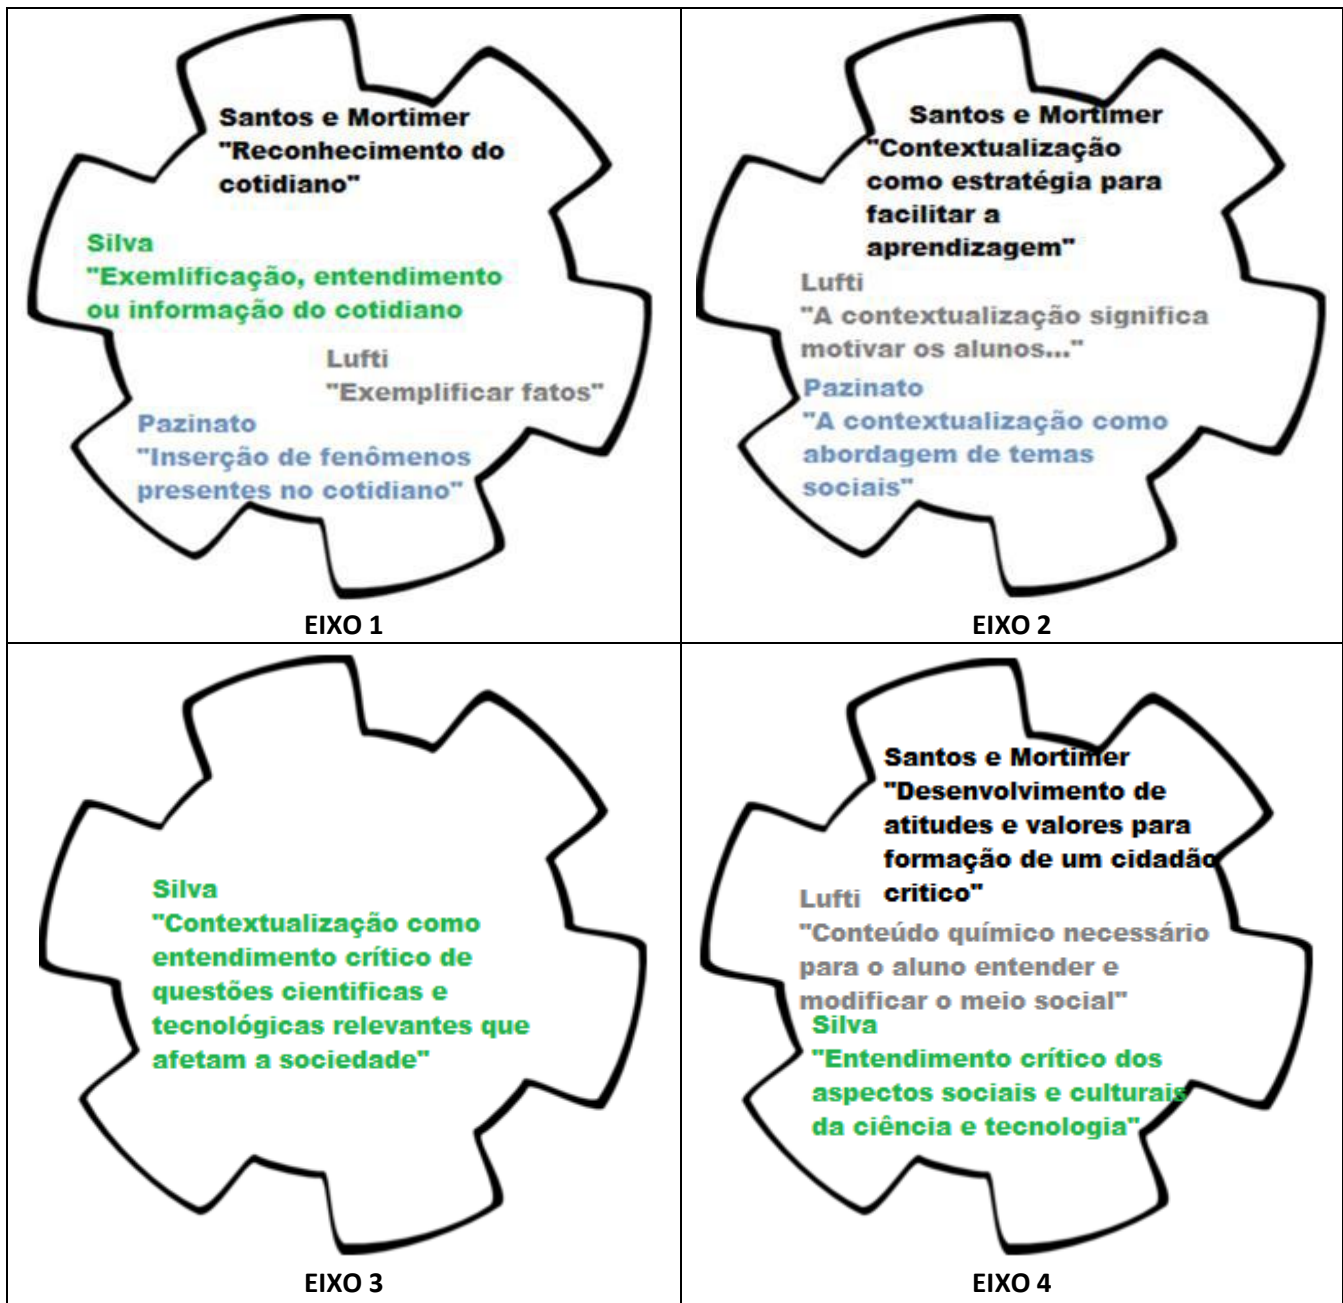 Santos e Mortimer
"Reconhecimento do
cotidiano"
Silva
"Exemlificação, entendimento
ou informação do cotidiano
Lufti
"Exemplificar fatos"
Pazinato
"Inserção de fenômenos
presentes no cotidiano"
EIXO 1
Santos e Mortimer
"Contextualização
como estratégia para
facilitar a
aprendizagem"
Lufti
"A contextualização significa
motivar os alunos..."
Pazinato
"A contextualização como
abordagem de temas
sociais"
EIXO 2
Silva
"Contextualização como
entendimento crítico de
questões cientificas e
tecnológicas relevantes que
afetam a sociedade"
EIXO 3
Santos e Mortimer
"Desenvolvimento de
atitudes e valores para
formação de um cidadão
critico"
Lufti
"Conteúdo químico necessário
para o aluno entender e
modificar o meio social"
Silva
"Entendimento crítico dos
aspectos sociais e culturais
da ciência e tecnologia"
EIXO 4